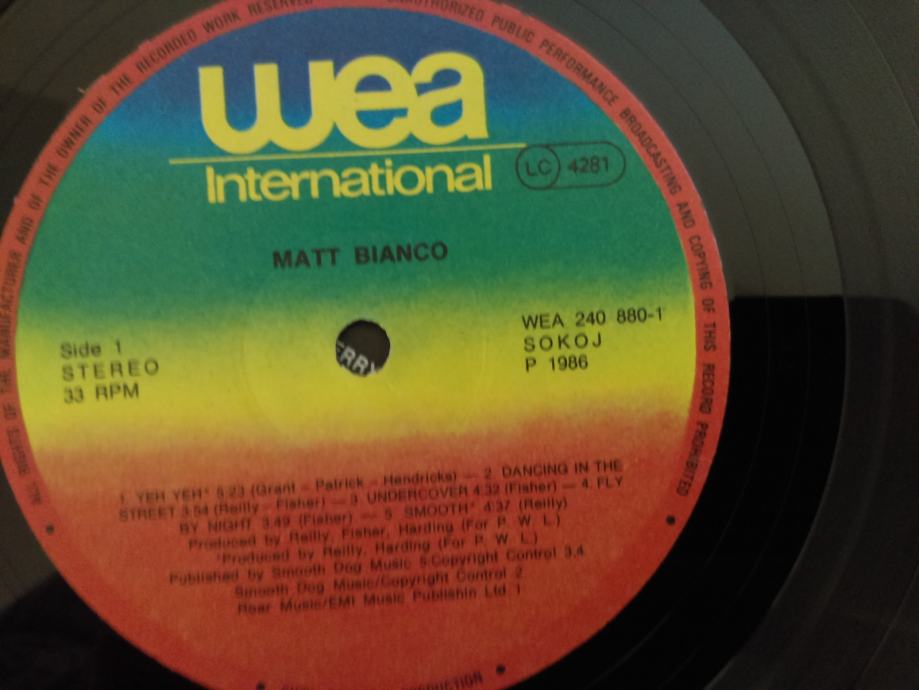 ALL RIGHTS OF THE MANUFACTURER AND OF THE OWNER OF THE RECORDED WORK RESERVED
UNAUTHORIZED PUBLIC PERFORMANCE BROADCASTING AND COPYING OF THIS RECORD PROHIBITED
wea
International
LC 4281
MATT BIANCO
Side 1
STEREO
33 RPM
WEA 240 880-1
SOKOJ
P 1986
1. YEH YEH* 5:23 (Grant - Patrick - Hendricks) — 2. DANCING IN THE
STREET 3.54 (Reilly - Fisher) — 3. UNDERCOVER 4:32 (Fisher) — 4. FLY
BY NIGHT 3.49 (Fisher) — 5. SMOOTH* 4:37 (Reilly)
Produced by Reilly, Fisher, Harding (For P. W. L.)
*Produced by Reilly, Harding (For P. W. L.)
Published by Smooth Dog Music 5:Copyright Control 3,4
Smooth Dog Music/Copyright Control 2
Rear Music/EMI Music Publishin Ltd 1